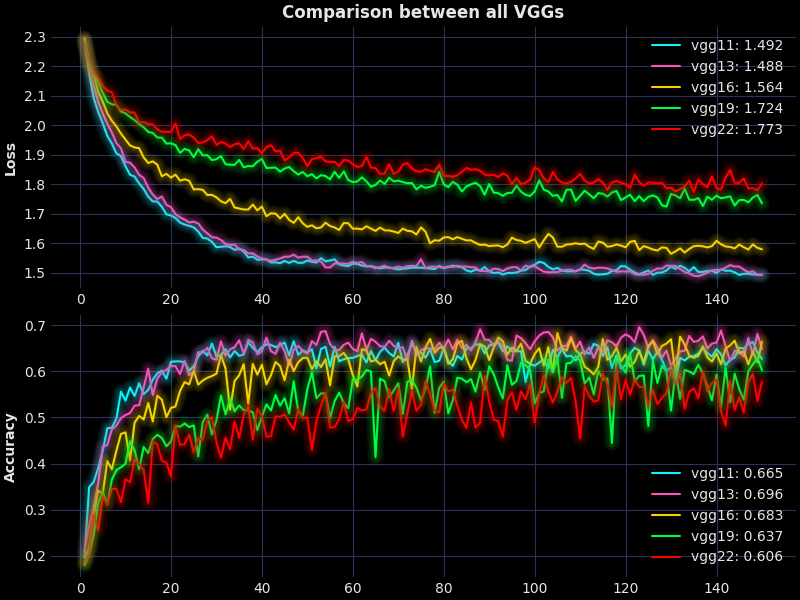 Comparison between all VGGs
Loss
2.3
2.2
2.1
2.0
1.9
1.8
1.7
1.6
1.5
vgg11: 1.492
vgg13: 1.488
vgg16: 1.564
vgg19: 1.724
vgg22: 1.773
0 20 40 60 80 100 120 140
Accuracy
0.7
0.6
0.5
0.4
0.3
0.2
vgg11: 0.665
vgg13: 0.696
vgg16: 0.683
vgg19: 0.637
vgg22: 0.606
0 20 40 60 80 100 120 140